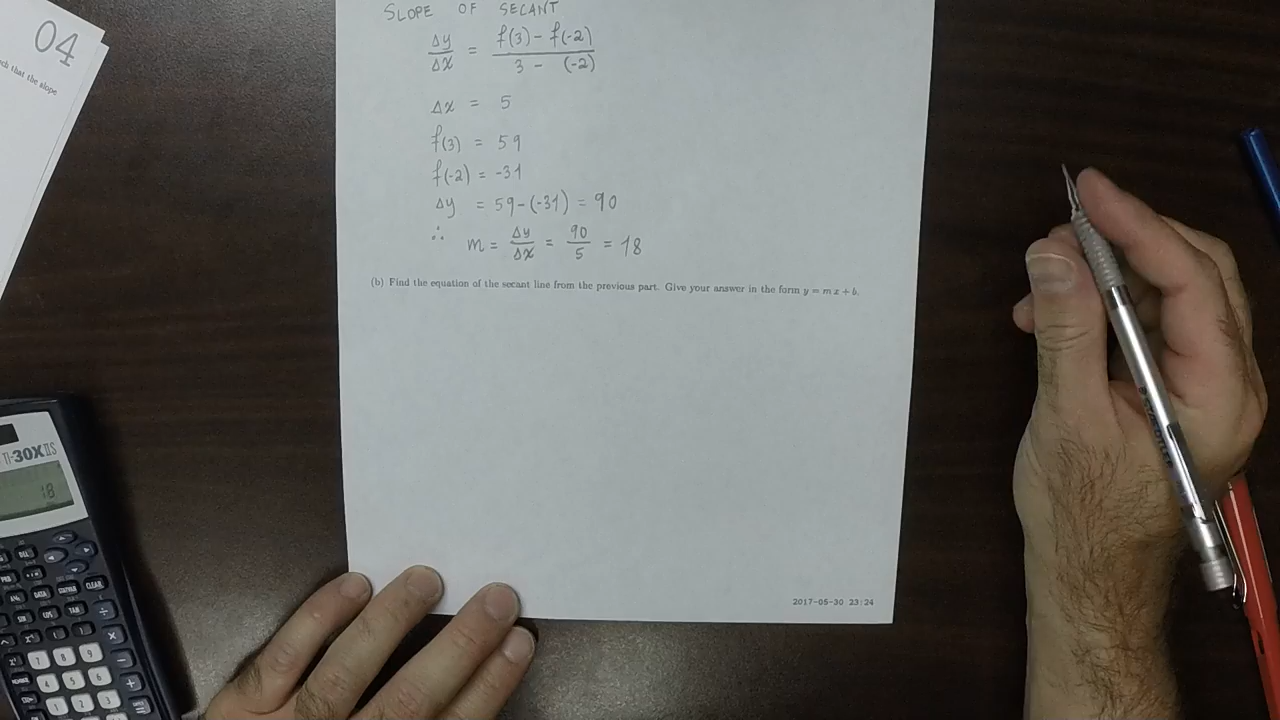 04
ch that the slope
SLOPE OF SECANT
Δy/Δx = f(3) - f(-2) / 3 - (-2)
Δx = 5
f(3) = 59
f(-2) = -31
Δy = 59-(-31) = 90
∴ m = Δy/Δx = 90/5 = 18
(b) Find the equation of the secant line from the previous part. Give your answer in the form y = m x + b.
2017-05-30 23:24
TI-30X IIS
18